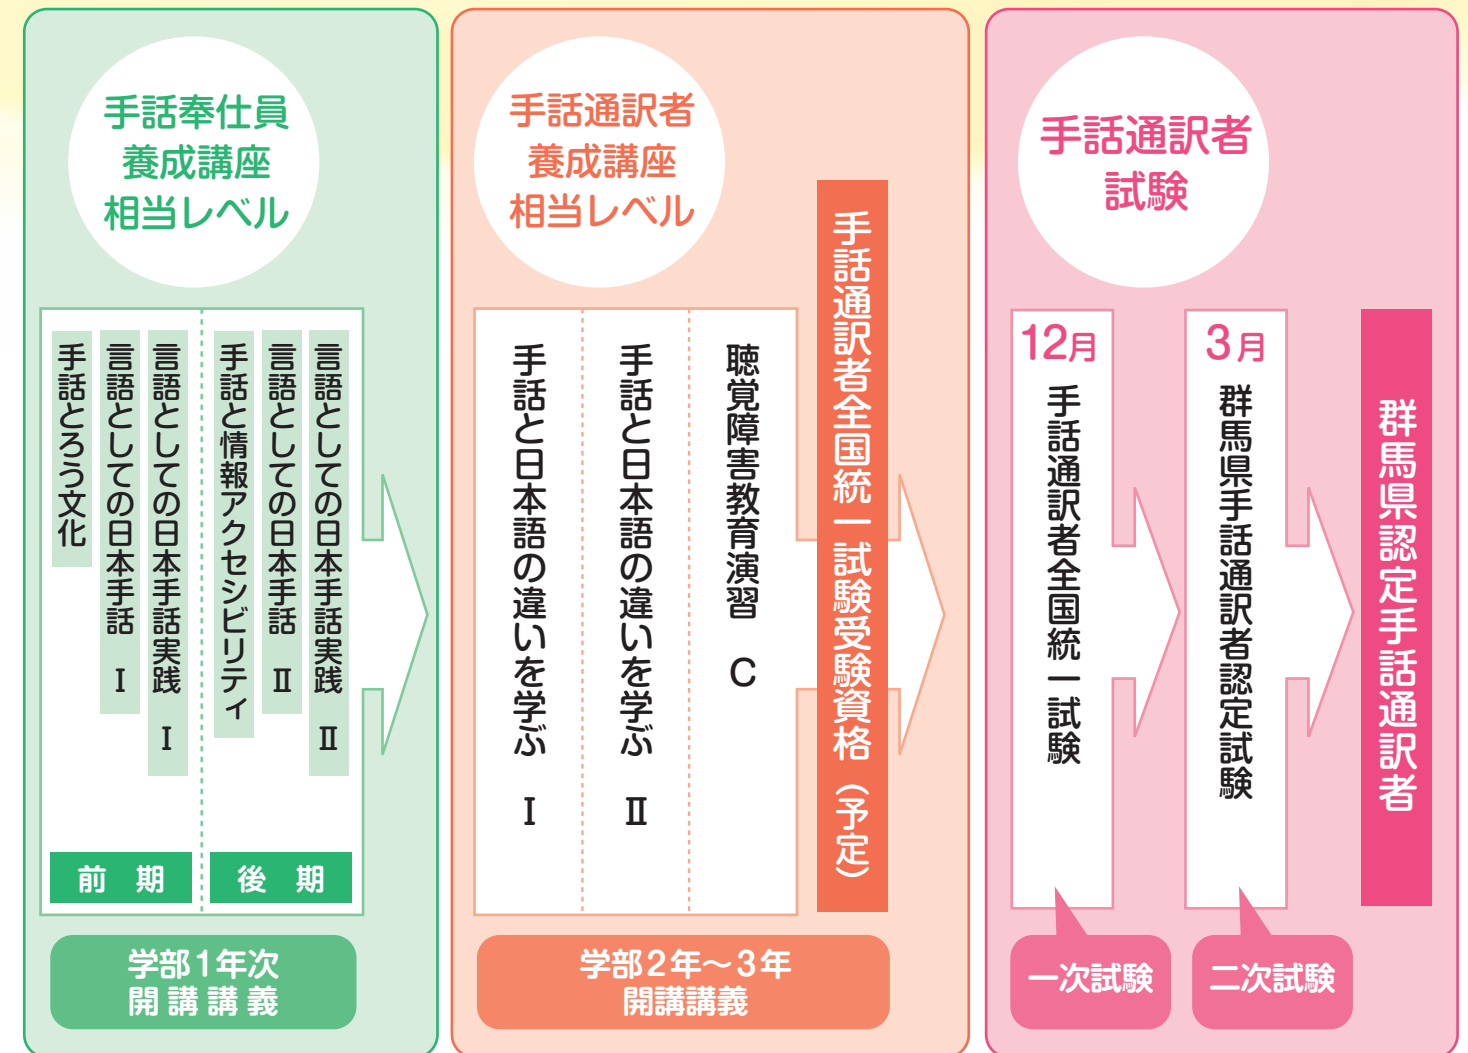 手話奉仕員
養成講座
相当レベル
手話とろう文化
言語としての日本手話 Ⅰ
言語としての日本手話実践 Ⅰ
手話と情報アクセシビリティ
言語としての日本手話 Ⅱ
言語としての日本手話実践 Ⅱ
前期
後期
学部1年次
開講講義
手話通訳者
養成講座
相当レベル
手話と日本語の違いを学ぶ Ⅰ
手話と日本語の違いを学ぶ Ⅱ
聴覚障害教育演習 C
手話通訳者全国統一試験受験資格(予定)
学部2年~3年
開講講義
手話通訳者
試験
12月
手話通訳者全国統一試験
3月
群馬県手話通訳者認定試験
群馬県認定手話通訳者
一次試験
二次試験